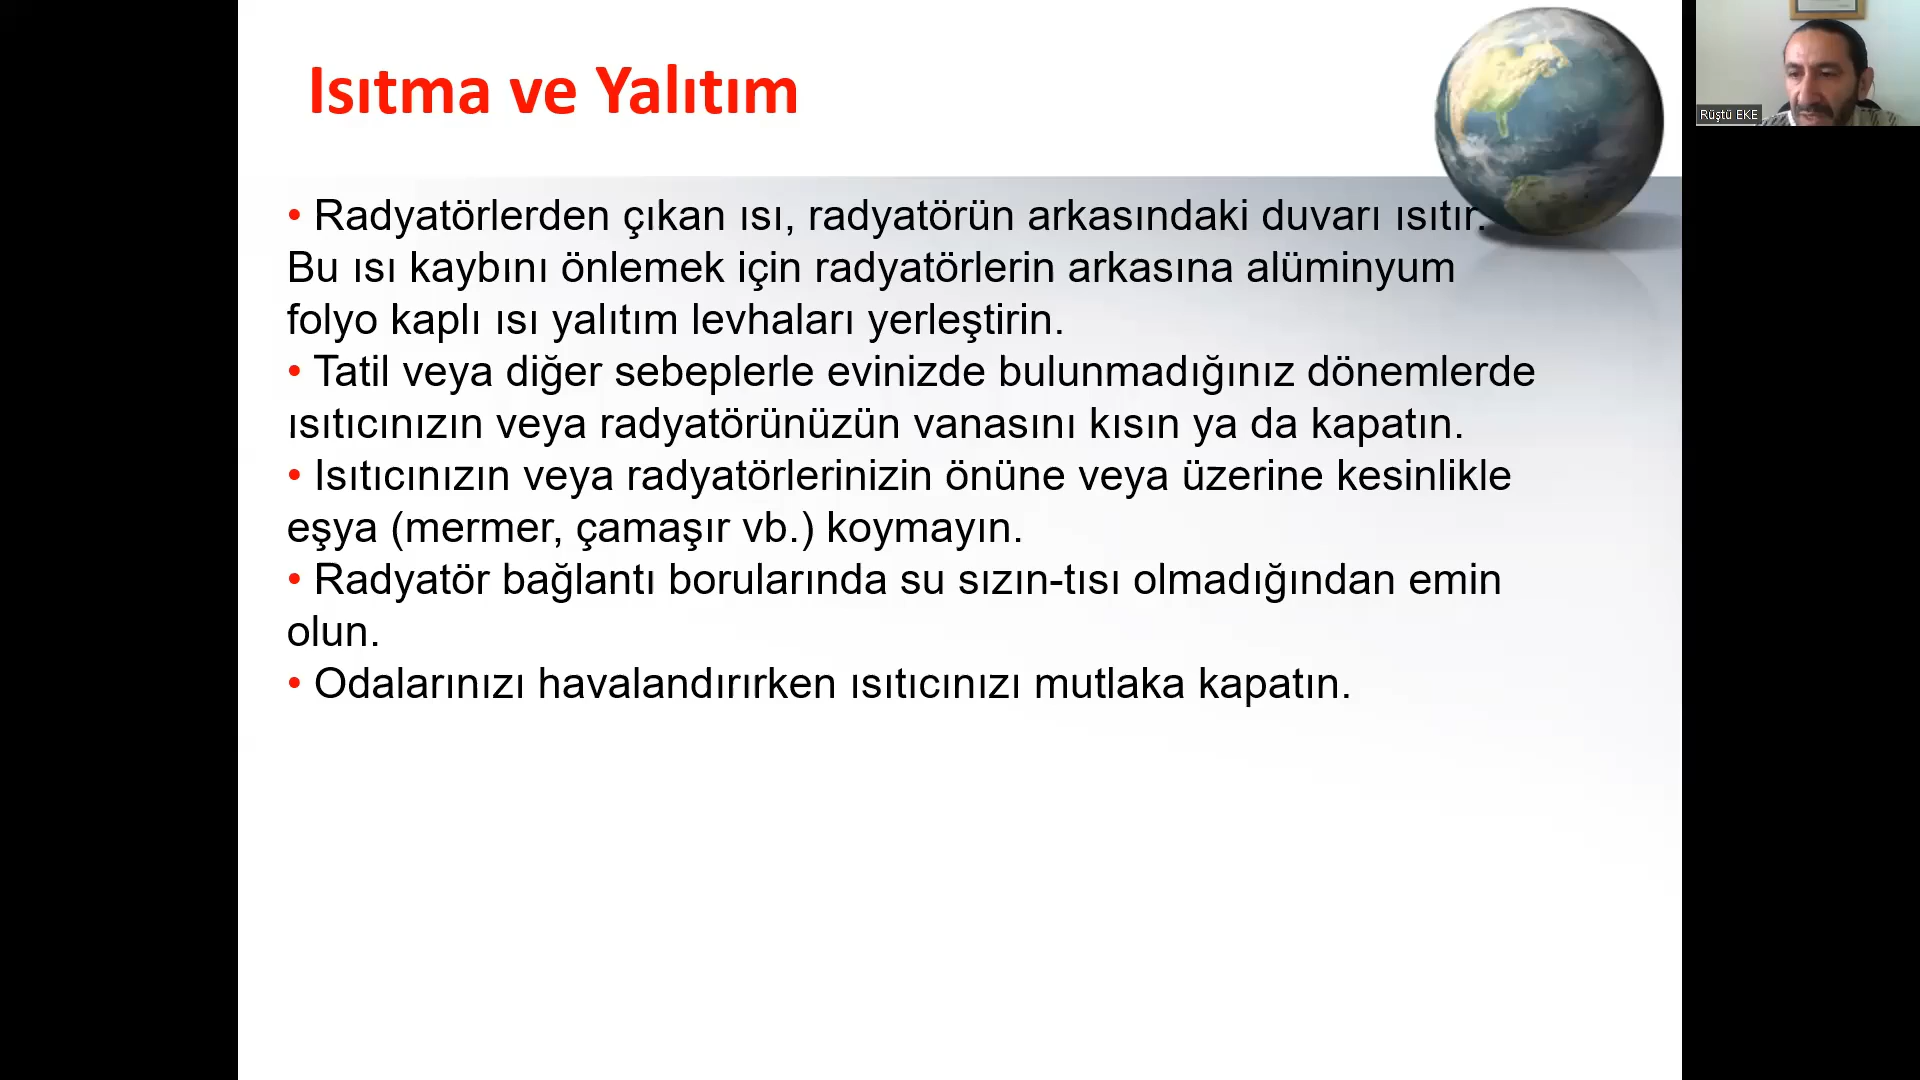 Isıtma ve Yalıtım
• Radyatörlerden çıkan ısı, radyatörün arkasındaki duvarı ısıtır.
Bu ısı kaybını önlemek için radyatörlerin arkasına alüminyum
folyo kaplı ısı yalıtım levhaları yerleştirin.
• Tatil veya diğer sebeplerle evinizde bulunmadığınız dönemlerde
ısıtıcınızın veya radyatörünüzün vanasını kısın ya da kapatın.
• Isıtıcınızın veya radyatörlerinizin önüne veya üzerine kesinlikle
eşya (mermer, çamaşır vb.) koymayın.
• Radyatör bağlantı borularında su sızın-tısı olmadığından emin
olun.
• Odalarınızı havalandırırken ısıtıcınızı mutlaka kapatın.
Rüştü EKE